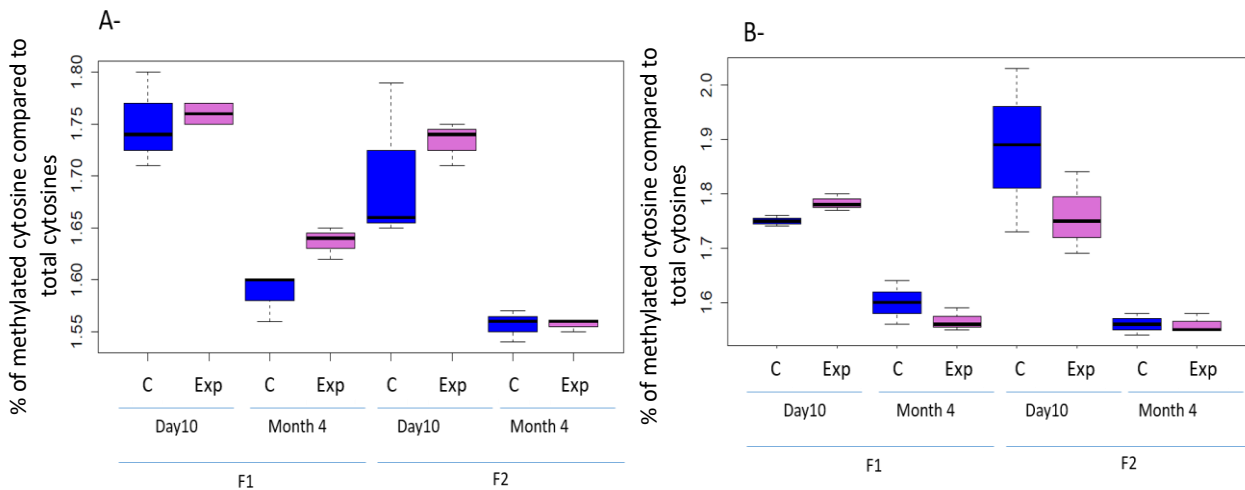 A-
% of methylated cytosine compared to
total cytosines
1.80
1.75
1.70
1.65
1.60
1.55
C Exp C Exp C Exp C Exp
Day10 Month 4 Day10 Month 4
F1 F2
B-
% of methylated cytosine compared to
total cytosines
2.0
1.9
1.8
1.7
1.6
C Exp C Exp C Exp C Exp
Day10 Month 4 Day10 Month 4
F1 F2